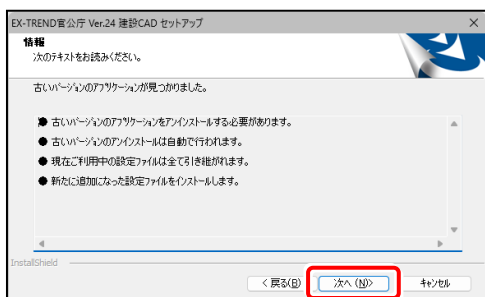 EX-TREND官公庁 Ver.24 建設CAD セットアップ
情報
次のテキストをお読みください。
古いバージョンのアプリケーションが見つかりました。
● 古いバージョンのアプリケーションをアンインストールする必要があります。
● 古いバージョンのアンインストールは自動で行われます。
● 現在ご利用中の設定ファイルは全て引き継がれます。
● 新たに追加になった設定ファイルをインストールします。
InstallShield
< 戻る(B)
次へ (N)>
キャンセル